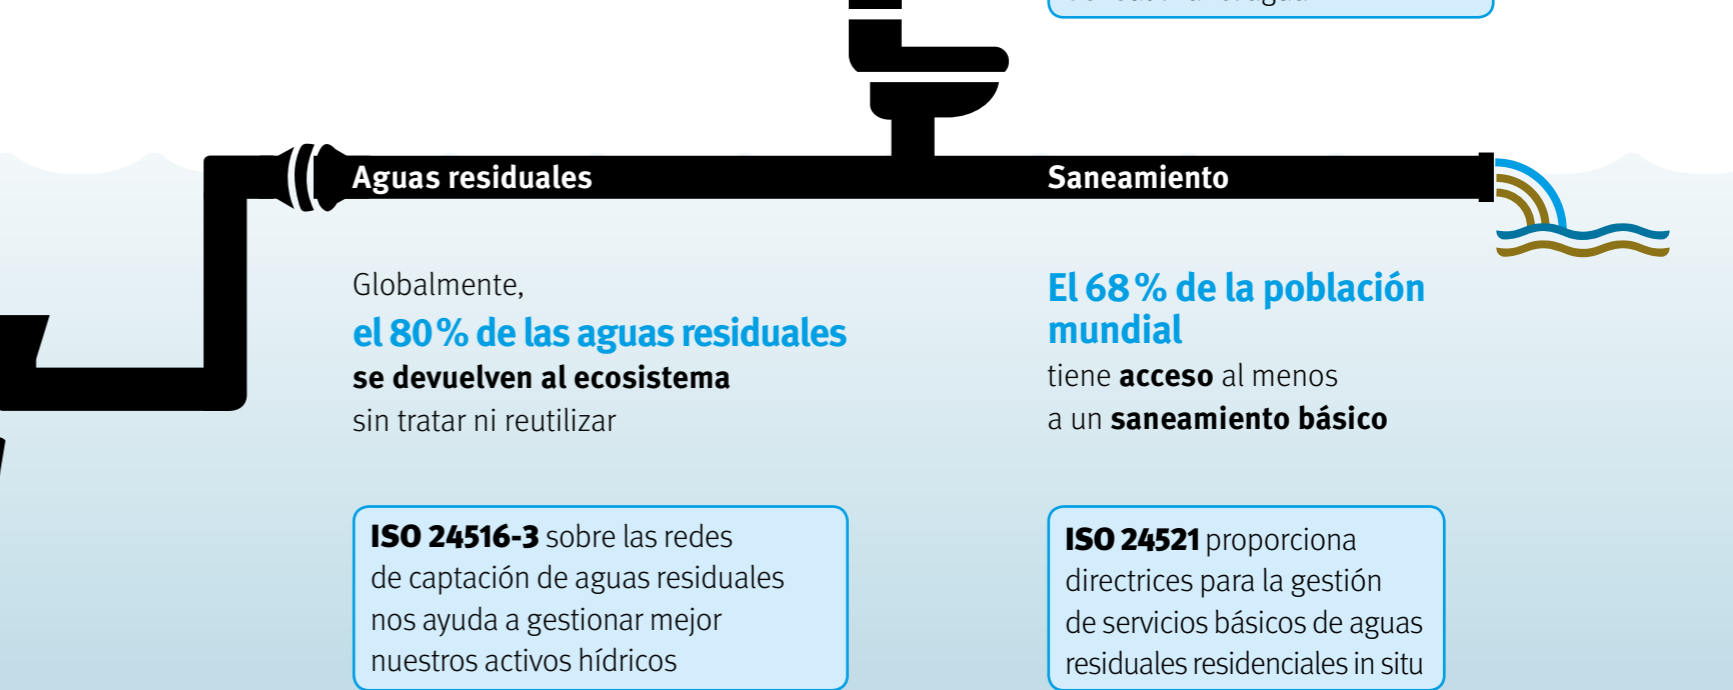 Aguas residuales
Globalmente,
el 80 % de las aguas residuales
se devuelven al ecosistema
sin tratar ni reutilizar
ISO 24516-3 sobre las redes
de captación de aguas residuales
nos ayuda a gestionar mejor
nuestros activos hídricos
Saneamiento
El 68 % de la población
mundial
tiene acceso al menos
a un saneamiento básico
ISO 24521 proporciona
directrices para la gestión
de servicios básicos de aguas
residuales residenciales in situ